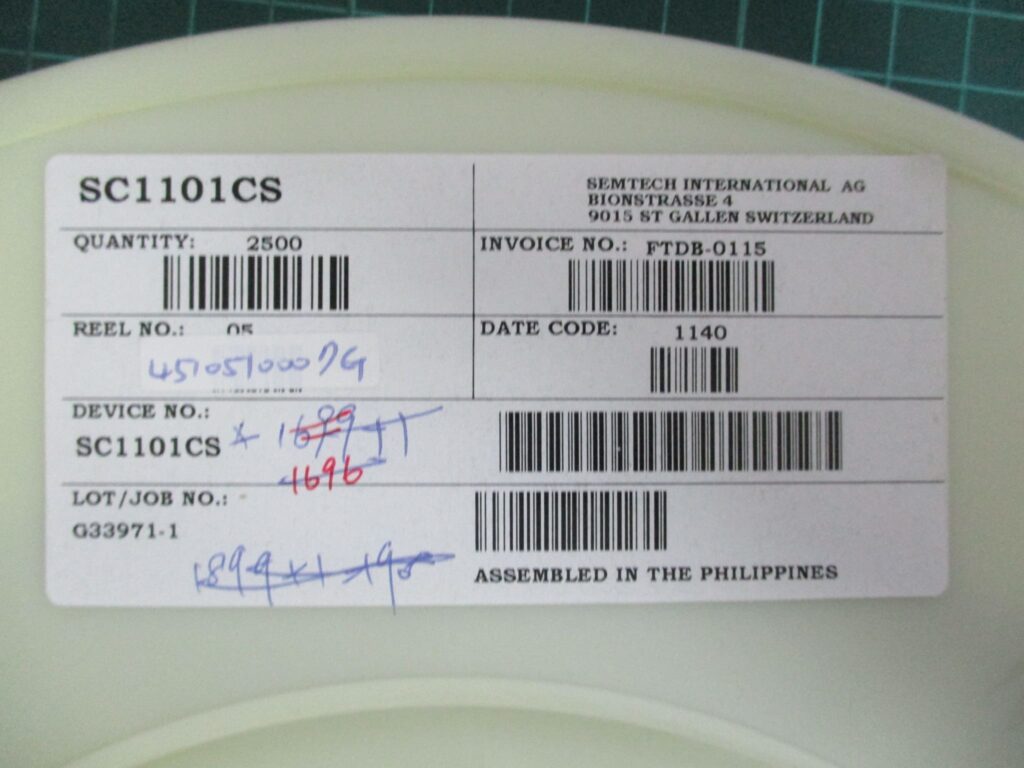 SC1101CS
SEMTECH INTERNATIONAL AG
BIONSTRASSE 4
9015 ST GALLEN SWITZERLAND
QUANTITY: 2500
INVOICE NO.: FTDB-0115
REEL NO.: 05
DATE CODE: 1140
DEVICE NO.:
SC1101CS
1696
LOT/JOB NO.:
G33971-1
ASSEMBLED IN THE PHILIPPINES